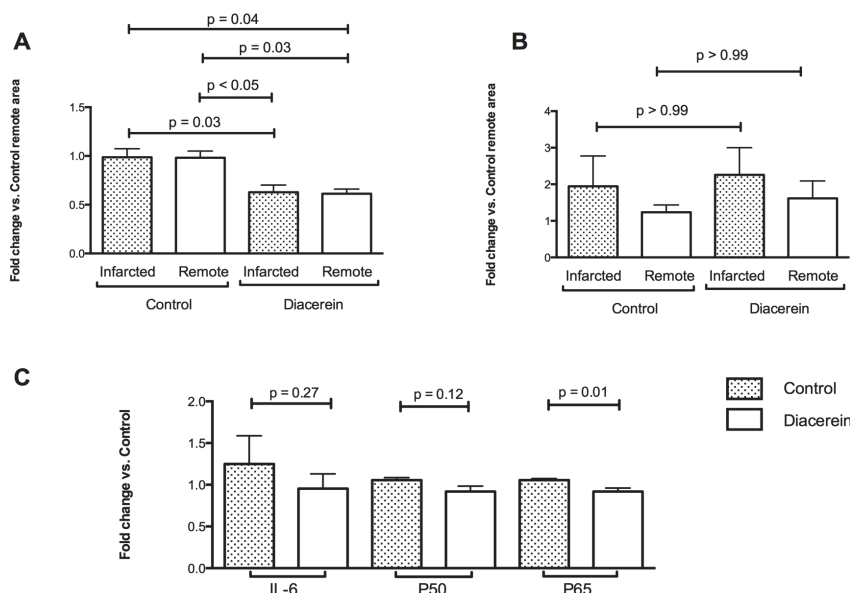 A
p = 0.04
p = 0.03
p < 0.05
p = 0.03
Fold change vs. Control remote area
1.5
1.0
0.5
0.0
Infarcted Remote Infarcted Remote
Control Diacerein
B
p > 0.99
p > 0.99
Fold change vs. Control remote area
4
3
2
1
0
Infarcted Remote Infarcted Remote
Control Diacerein
C
p = 0.27 p = 0.12 p = 0.01
Fold change vs. Control
2.0
1.5
1.0
0.5
0.0
IL-6 P50 P65
Control
Diacerein